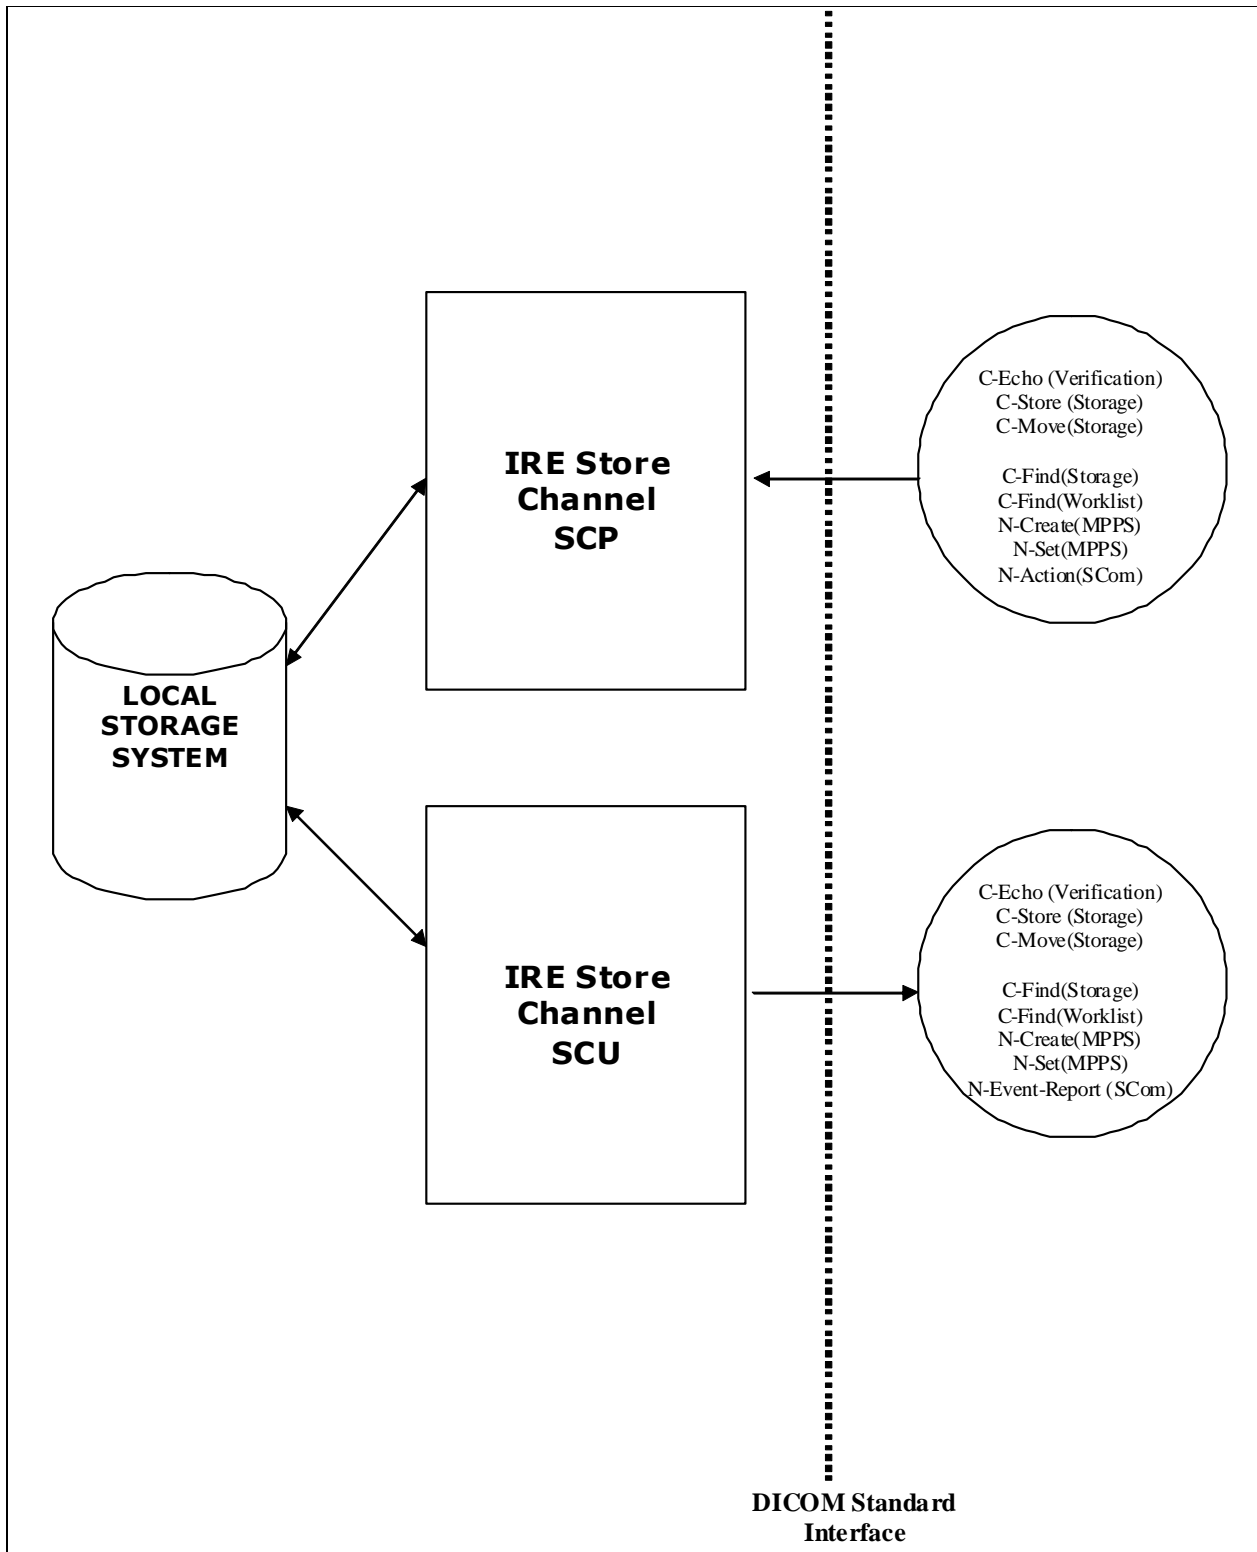 IRE Store
Channel
SCP
C-Echo (Verification)
C-Store (Storage)
C-Move(Storage)
C-Find(Storage)
C-Find(Worklist)
N-Create(MPPS)
N-Set(MPPS)
N-Action(SCom)
LOCAL
STORAGE
SYSTEM
IRE Store
Channel
SCU
C-Echo (Verification)
C-Store (Storage)
C-Move(Storage)
C-Find(Storage)
C-Find(Worklist)
N-Create(MPPS)
N-Set(MPPS)
N-Event-Report (SCom)
DICOM Standard
Interface